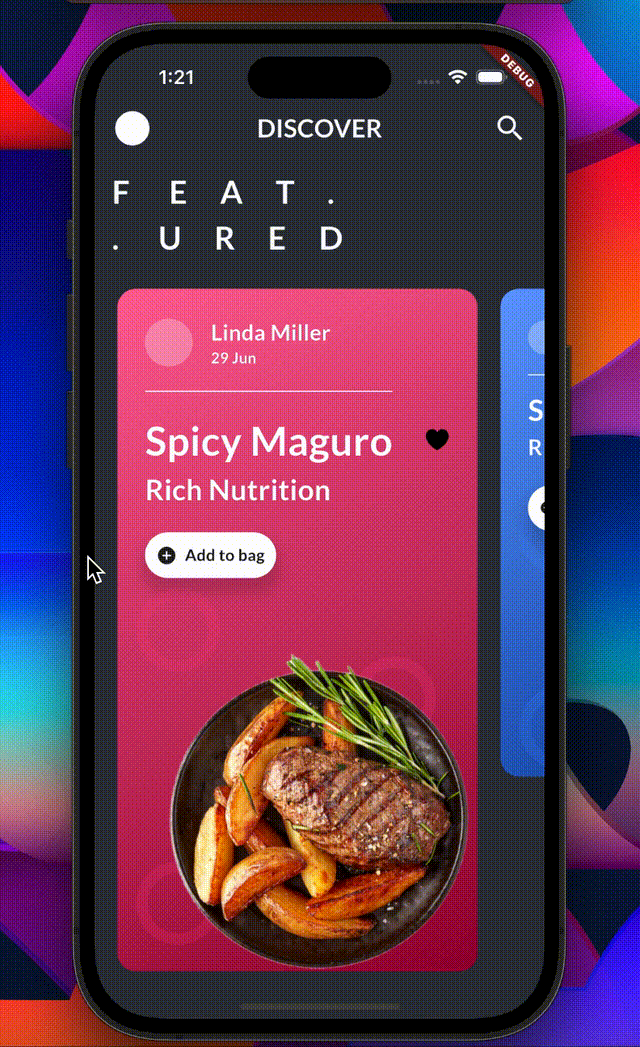 1:21
DEBUG
DISCOVER
F E A T .
. U R E D
Linda Miller
29 Jun
Spicy Maguro
Rich Nutrition
Add to bag
S
R